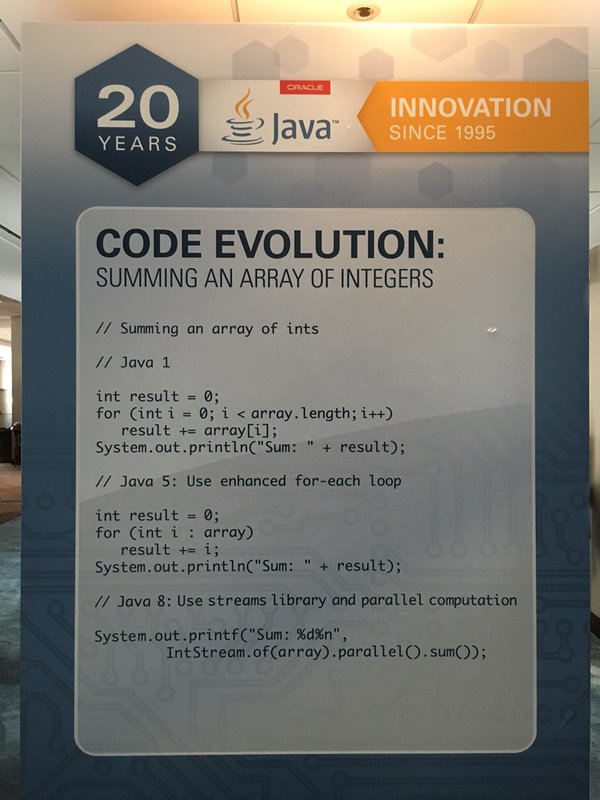 20
YEARS
ORACLE
Java™
INNOVATION
SINCE 1995
CODE EVOLUTION:
SUMMING AN ARRAY OF INTEGERS
// Summing an array of ints
// Java 1
int result = 0;
for (int i = 0; i < array.length; i++)
   result += array[i];
System.out.println("Sum: " + result);
// Java 5: Use enhanced for-each loop
int result = 0;
for (int i : array)
   result += i;
System.out.println("Sum: " + result);
// Java 8: Use streams library and parallel computation
System.out.printf("Sum: %d%n",
         IntStream.of(array).parallel().sum());